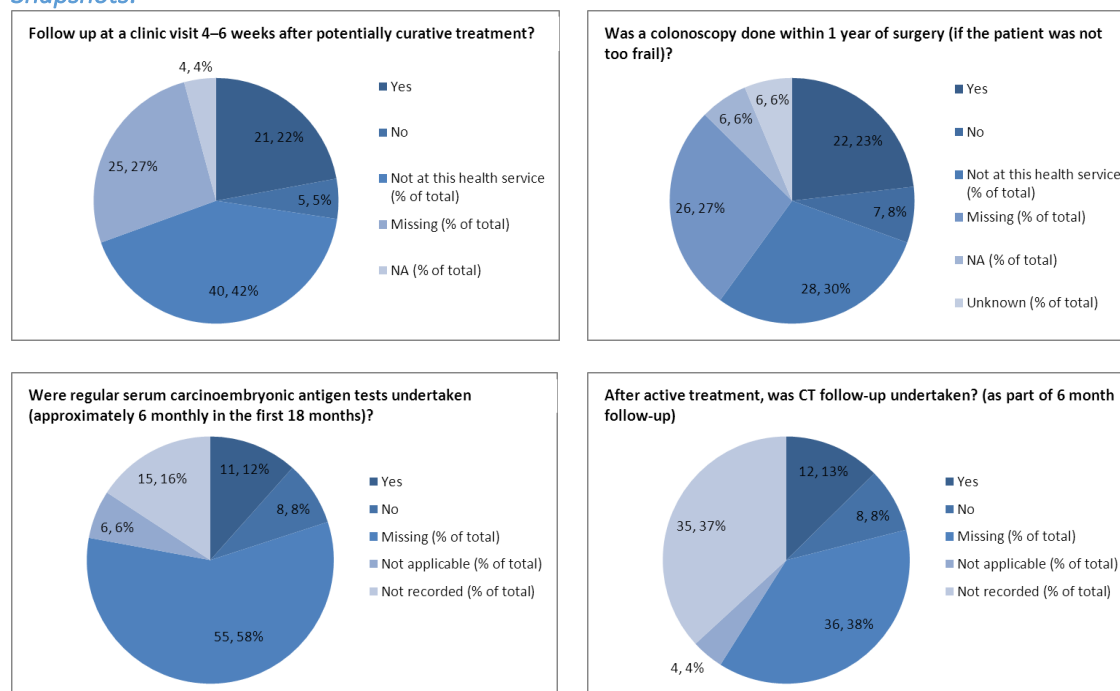 Snapshots:
Follow up at a clinic visit 4–6 weeks after potentially curative treatment?
4, 4%
21, 22%
5, 5%
25, 27%
40, 42%
Yes
No
Not at this health service
(% of total)
Missing (% of total)
NA (% of total)
Was a colonoscopy done within 1 year of surgery (if the patient was not
too frail)?
6, 6%
6, 6%
22, 23%
7, 8%
26, 27%
28, 30%
Yes
No
Not at this health service
(% of total)
Missing (% of total)
NA (% of total)
Unknown (% of total)
Were regular serum carcinoembryonic antigen tests undertaken
(approximately 6 monthly in the first 18 months)?
11, 12%
15, 16%
8, 8%
6, 6%
55, 58%
Yes
No
Missing (% of total)
Not applicable (% of total)
Not recorded (% of total)
After active treatment, was CT follow-up undertaken? (as part of 6 month
follow-up)
12, 13%
8, 8%
35, 37%
36, 38%
4, 4%
Yes
No
Missing (% of total)
Not applicable (% of total)
Not recorded (% of total)